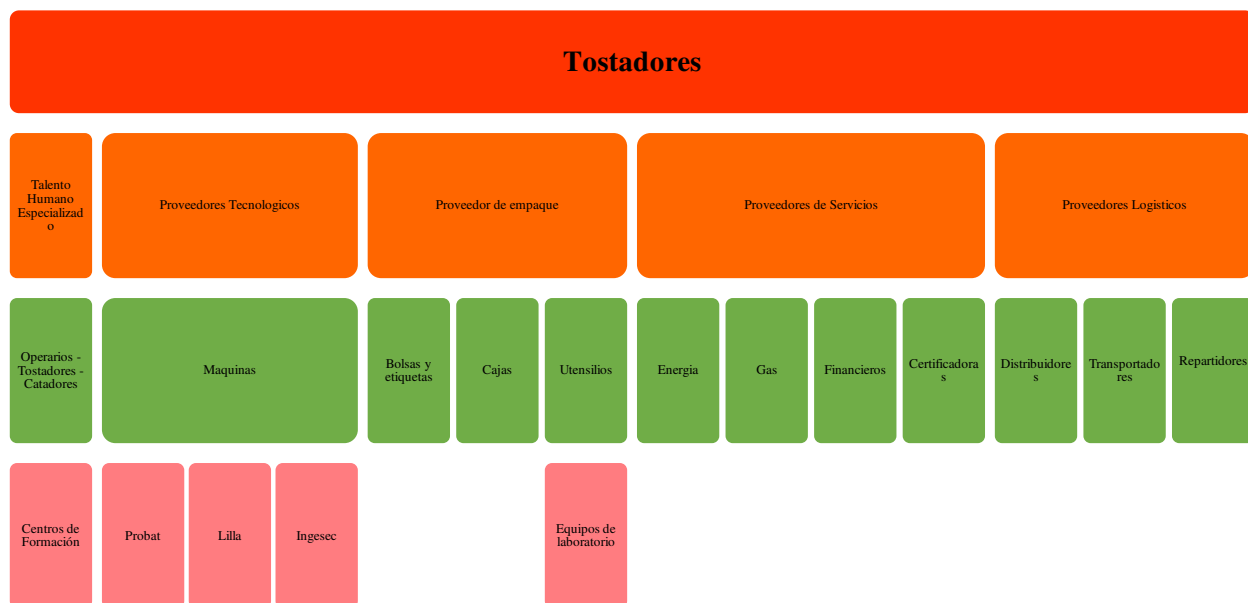 Tostadores
Talento
Humano
Especializad
o
Proveedores Tecnologicos
Proveedor de empaque
Proveedores de Servicios
Proveedores Logisticos
Operarios -
Tostadores -
Catadores
Maquinas
Bolsas y
etiquetas
Cajas
Utensilios
Energia
Gas
Financieros
Certificadora
s
Distribuidore
s
Transportado
res
Repartidores
Centros de
Formación
Probat
Lilla
Ingesec
Equipos de
laboratorio